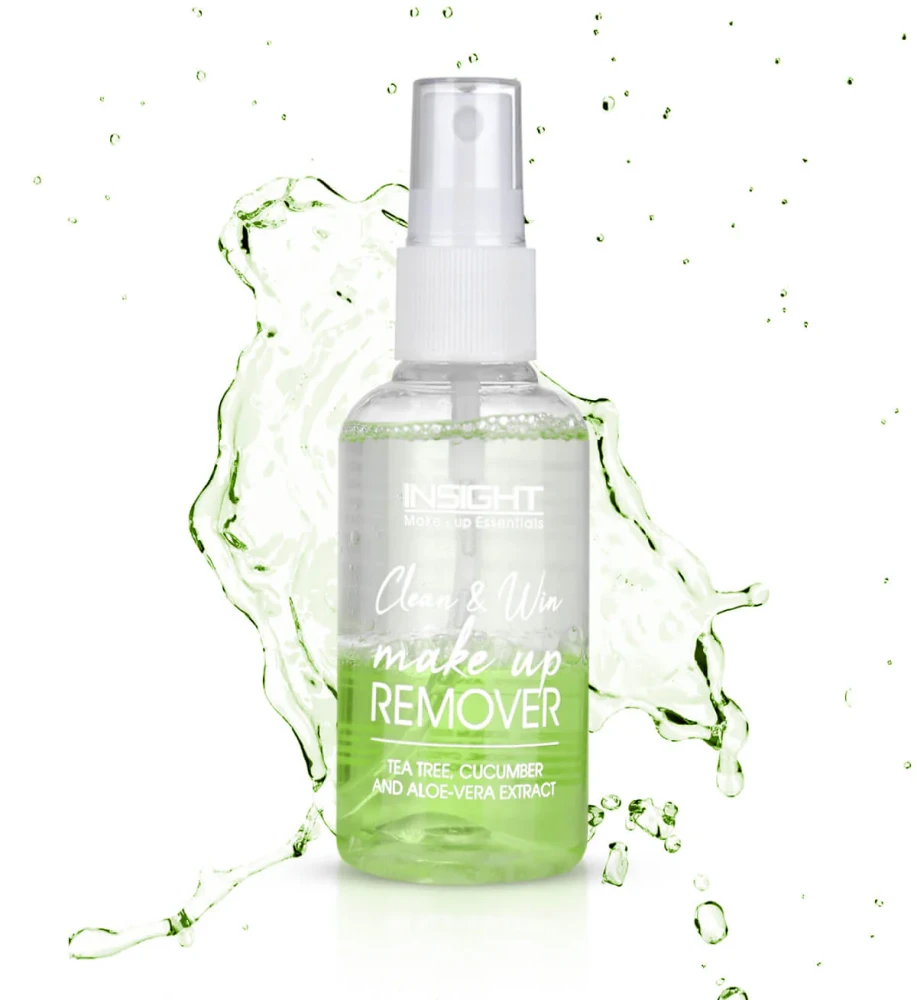 INSIGHT
Make-up Essentials
Clean & Win
make up
REMOVER
TEA TREE, CUCUMBER
AND ALOE-VERA EXTRACT